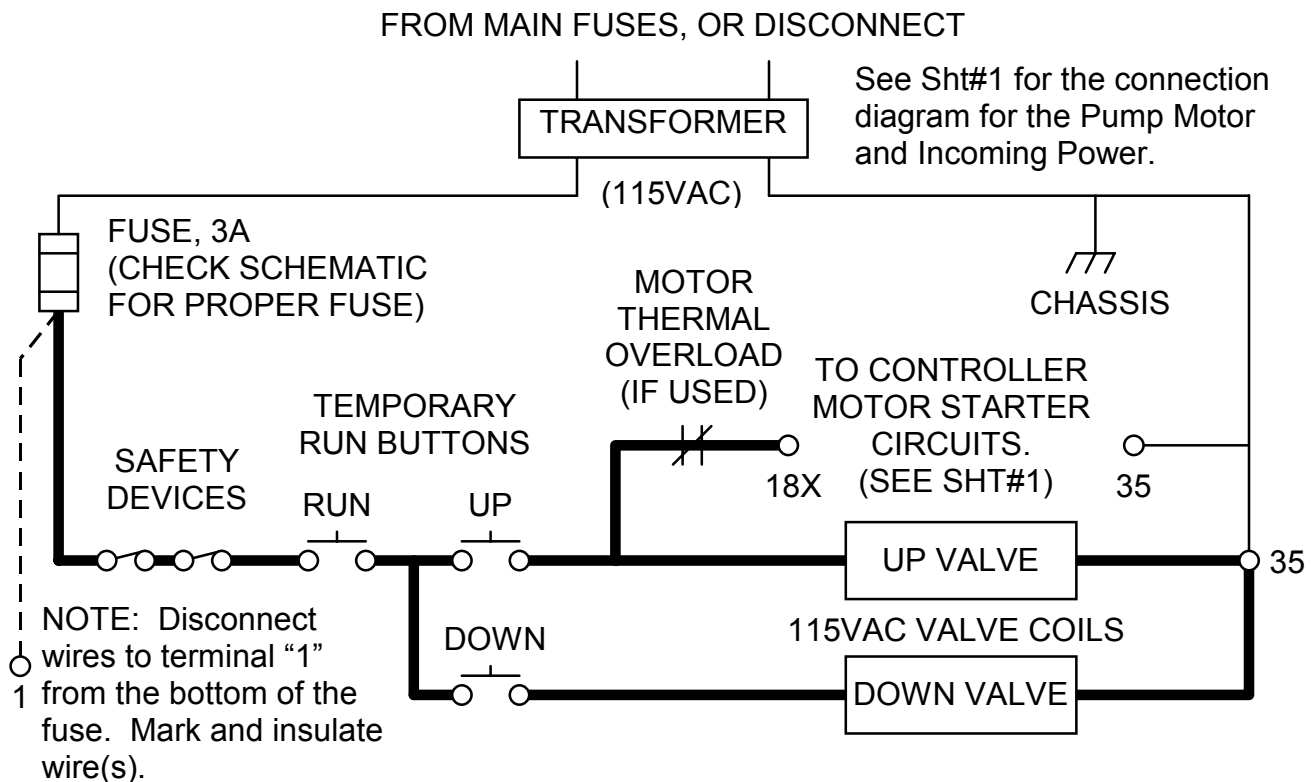 FROM MAIN FUSES, OR DISCONNECT
See Sht#1 for the connection
diagram for the Pump Motor
and Incoming Power.
TRANSFORMER
(115VAC)
FUSE, 3A
(CHECK SCHEMATIC
FOR PROPER FUSE)
CHASSIS
MOTOR
THERMAL
OVERLOAD
(IF USED)
TO CONTROLLER
MOTOR STARTER
CIRCUITS.
(SEE SHT#1)
18X
35
TEMPORARY
RUN BUTTONS
SAFETY
DEVICES
RUN
UP
UP VALVE
35
115VAC VALVE COILS
DOWN
DOWN VALVE
1
NOTE: Disconnect
wires to terminal “1”
from the bottom of the
fuse. Mark and insulate
wire(s).